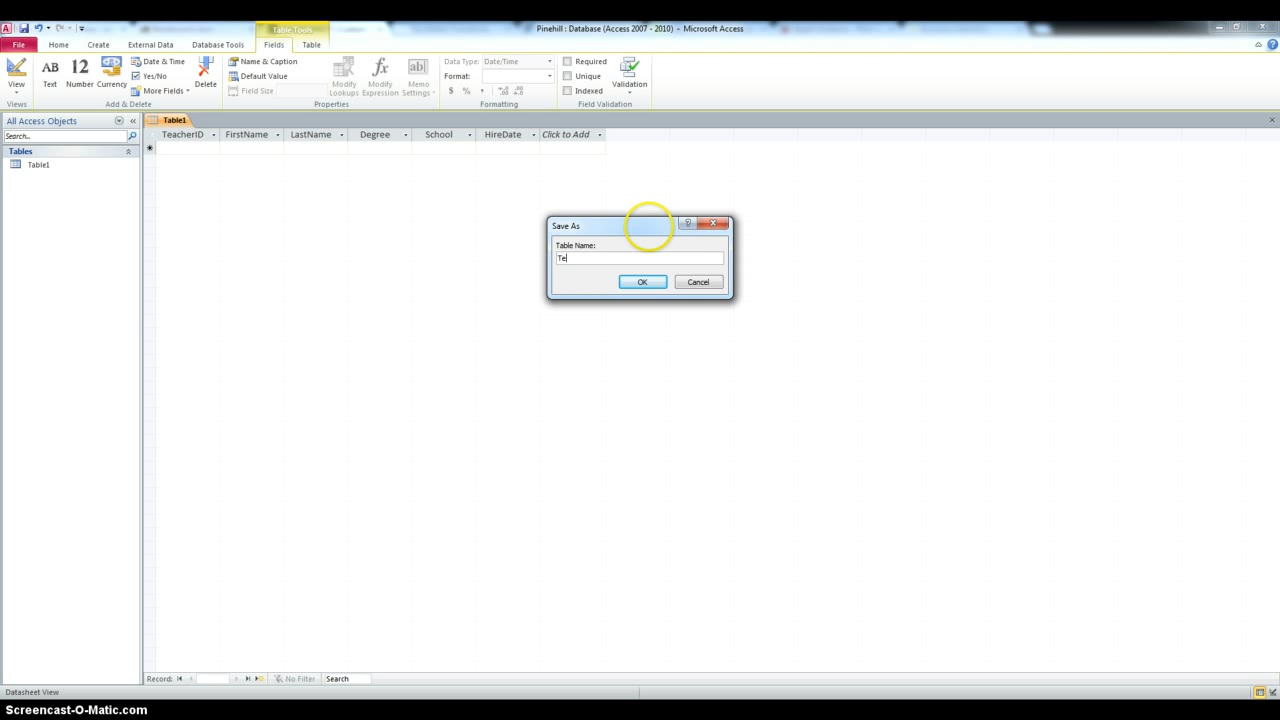 Pinehill : Database (Access 2007 - 2010) – Microsoft Access
Table Tools
File Home Create External Data Database Tools Fields Table
View
Views
AB Text
12 Number
Currency
Date & Time
Yes/No
More Fields
Delete
Add & Delete
Name & Caption
Default Value
Field Size
Modify Lookups
fx Modify Expression
ab Memo Settings
Properties
Data Type: Date/Time
Format:
$ % ,
Formatting
Required
Unique
Indexed
Validation
Field Validation
All Access Objects
Search...
Tables
Table1
Table1
TeacherID FirstName LastName Degree School HireDate Click to Add
Save As
Table Name:
Te
OK Cancel
Record: No Filter Search
Datasheet View
Screencast-O-Matic.com